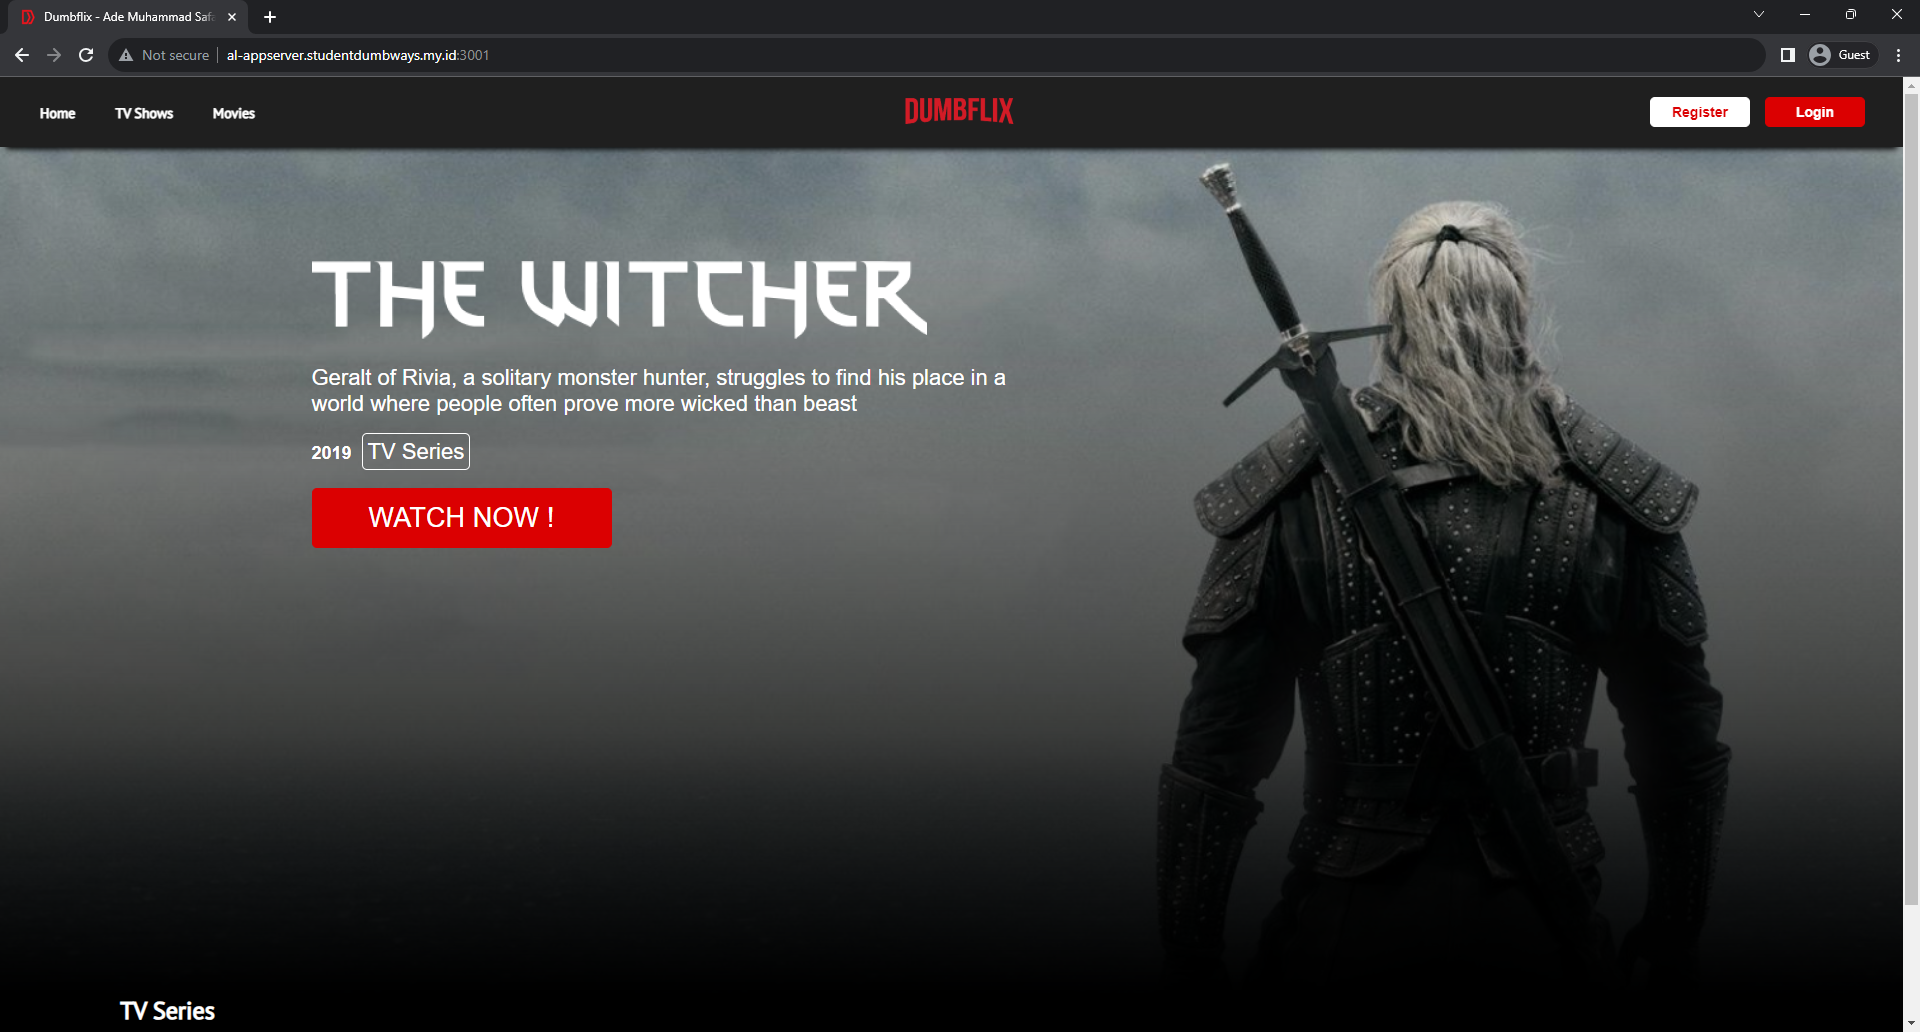 Dumbflix - Ade Muhammad Safa
Not secure
al-appserver.studentdumbways.my.id:3001
Guest
Home
TV Shows
Movies
DUMBFLIX
Register
Login
THE WITCHER
Geralt of Rivia, a solitary monster hunter, struggles to find his place in a
world where people often prove more wicked than beast
2019
TV Series
WATCH NOW !
TV Series